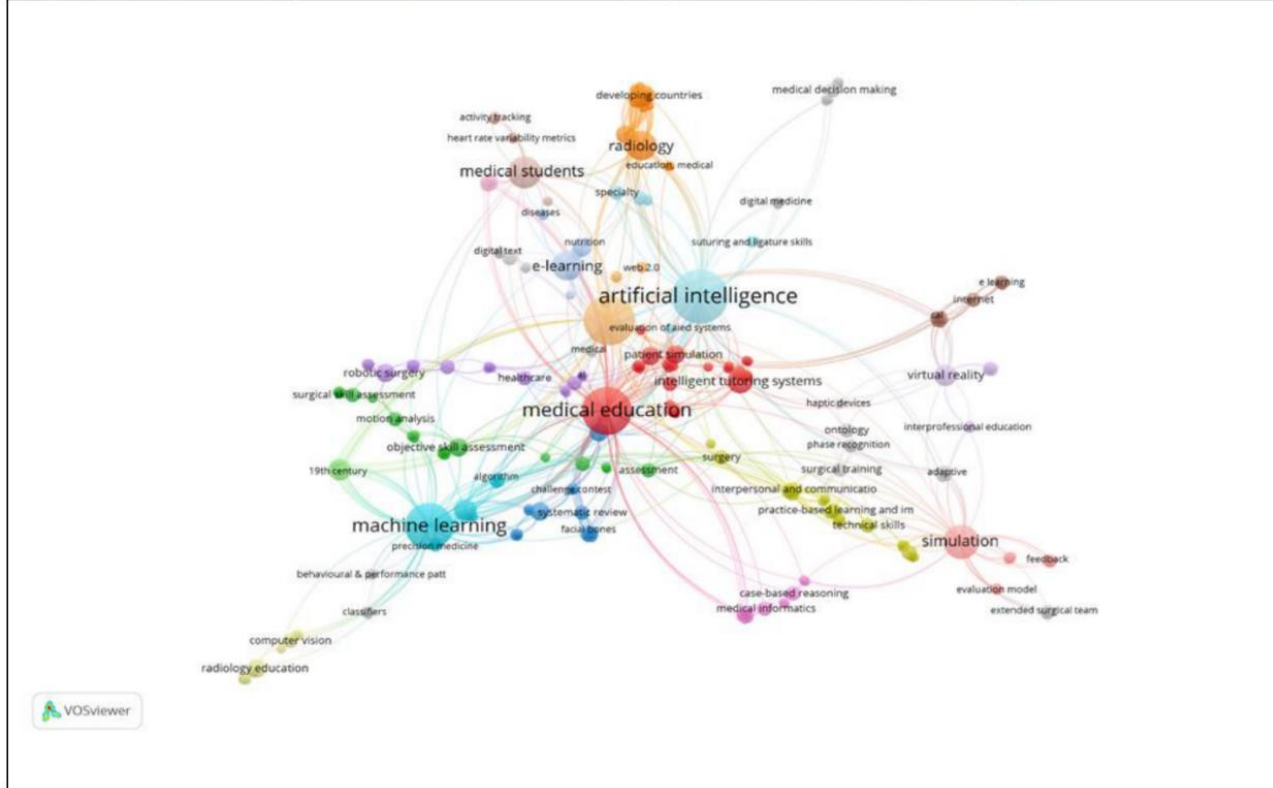 developing countries
medical decision making
activity tracking
heart rate variability metrics
radiology
education, medical
medical students
specialty
digital medicine
diseases
nutrition
suturing and ligature skills
digital text
e-learning
web 2.0
e learning
artificial intelligence
internet
cal
evaluation of aied systems
medical
patient simulation
robotic surgery
healthcare
ai
intelligent tutoring systems
virtual reality
surgical skill assessment
haptic devices
medical education
motion analysis
ontology
interprofessional education
objective skill assessment
phase recognition
surgery
19th century
assessment
surgical training
adaptive
algorithm
challenge contest
interpersonal and communicatio
systematic review
practice-based learning and im
machine learning
facial bones
technical skills
precision medicine
simulation
feedback
behavioural & performance patt
case-based reasoning
evaluation model
classifiers
medical informatics
extended surgical team
computer vision
radiology education
VOSviewer